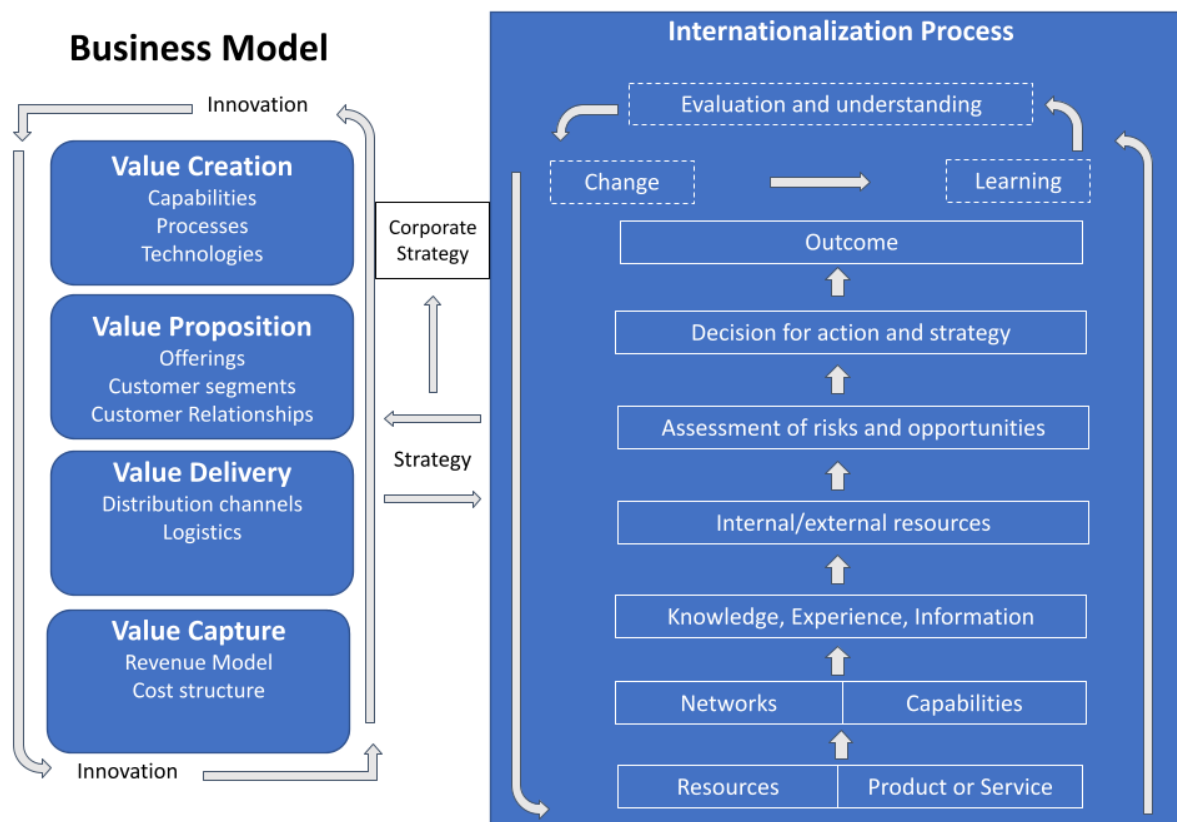 Business Model
Innovation
Value Creation
Capabilities
Processes
Technologies
Value Proposition
Offerings
Customer segments
Customer Relationships
Value Delivery
Distribution channels
Logistics
Value Capture
Revenue Model
Cost structure
Innovation
Corporate
Strategy
Strategy
Internationalization Process
Evaluation and understanding
Change
Learning
Outcome
Decision for action and strategy
Assessment of risks and opportunities
Internal/external resources
Knowledge, Experience, Information
Networks
Capabilities
Resources
Product or Service